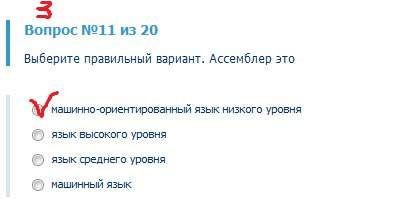 3
Вопрос №11 из 20
Выберите правильный вариант. Ассемблер это
машинно-ориентированный язык низкого уровня
язык высокого уровня
язык среднего уровня
машинный язык